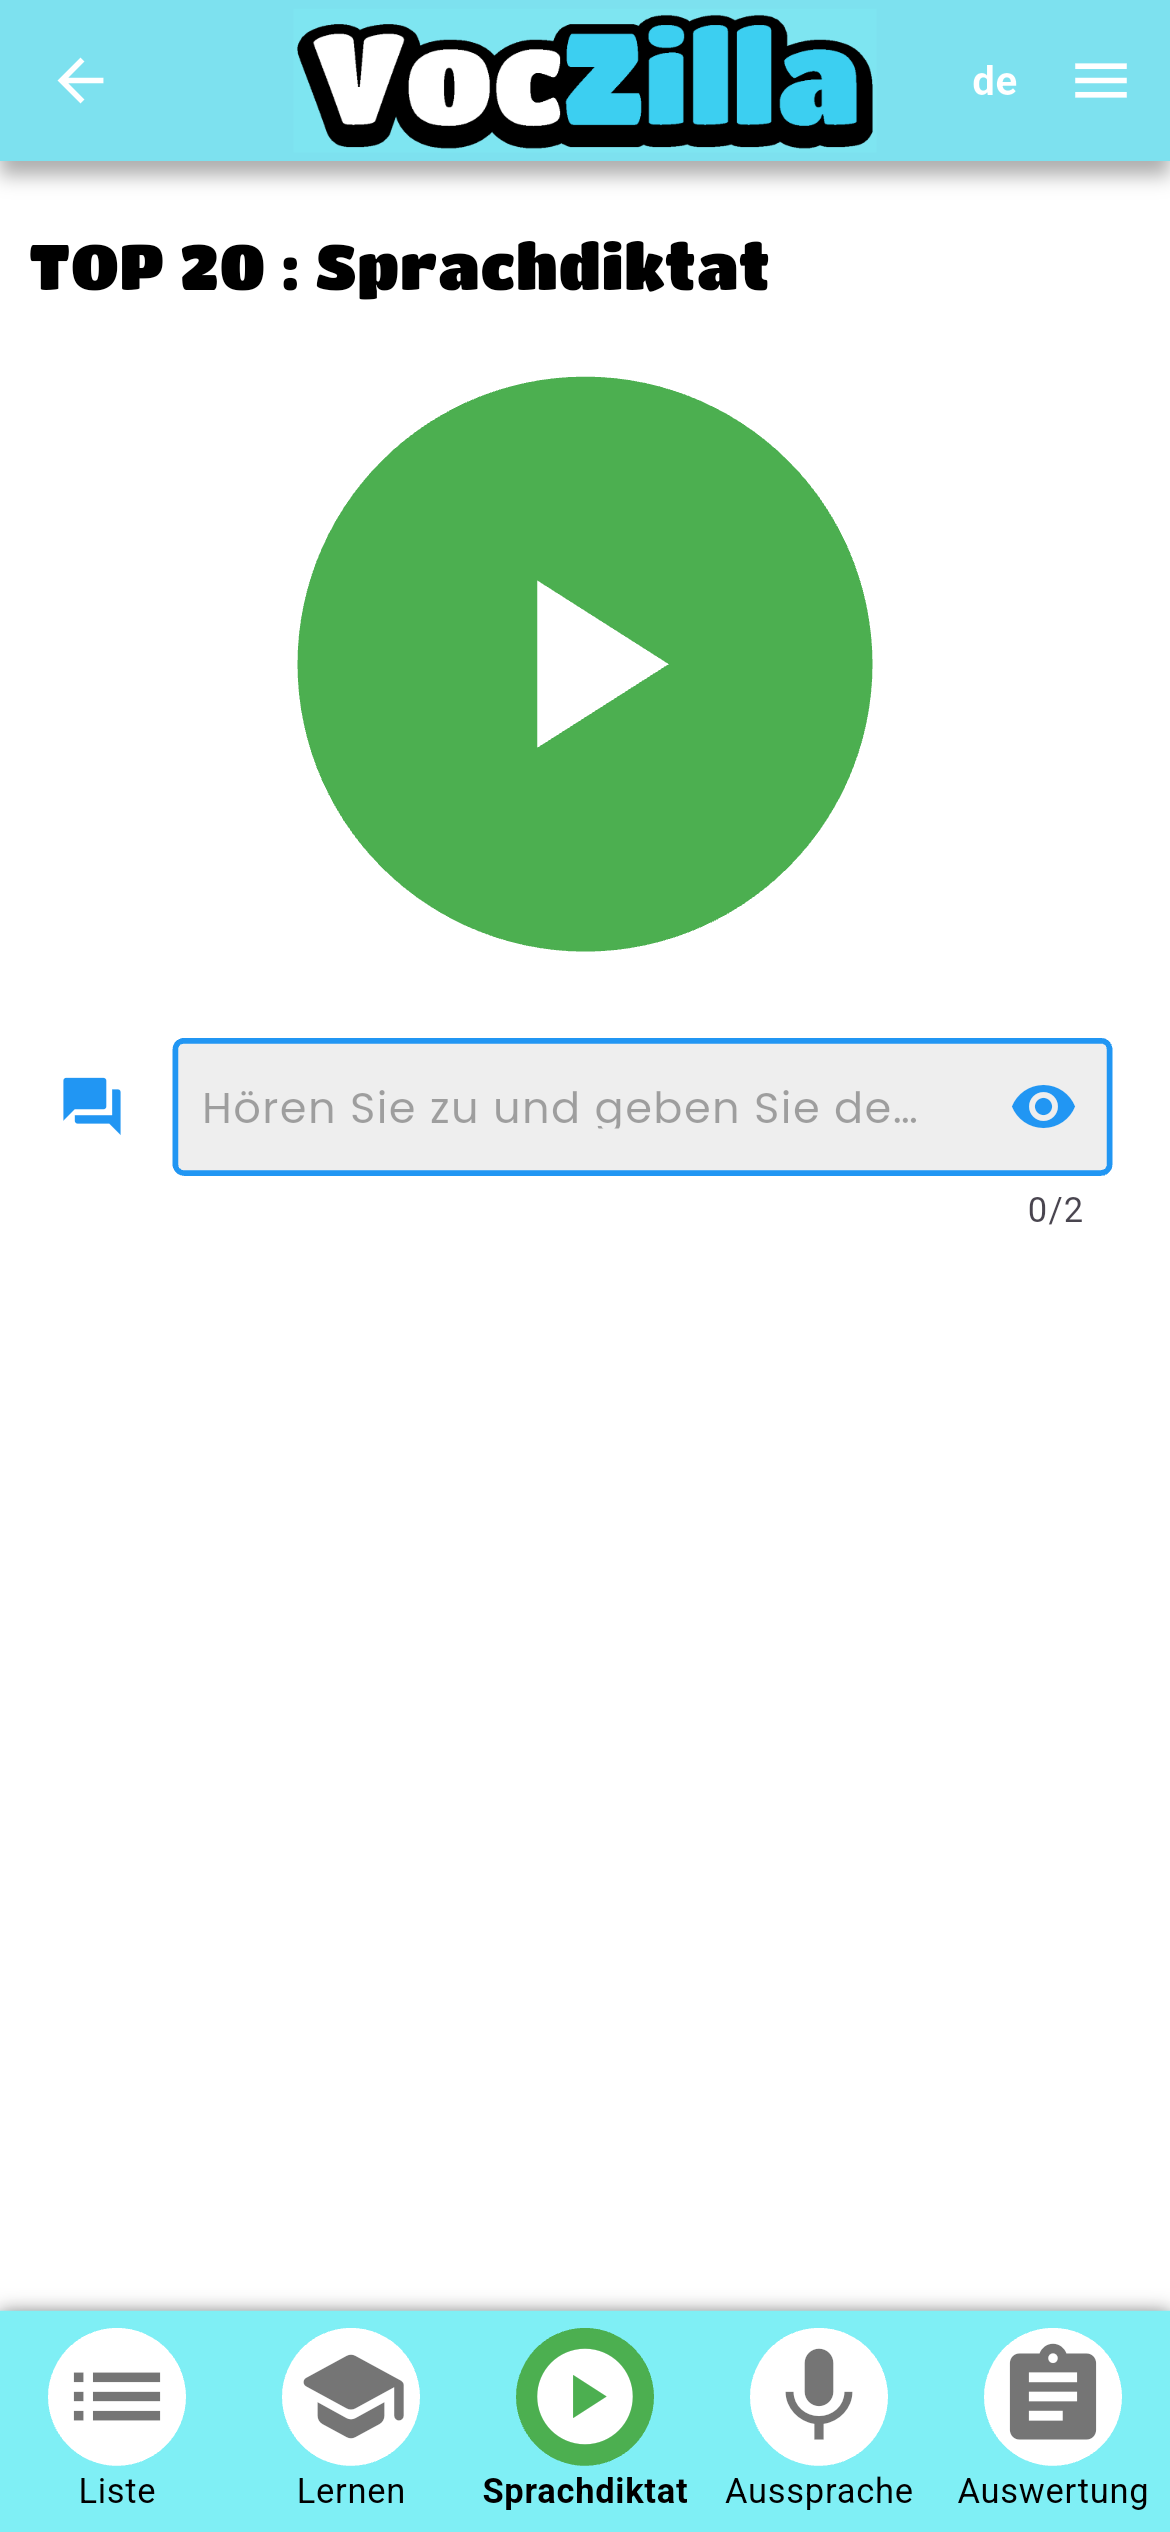 VocZilla
de
TOP 20 : Sprachdiktat
Hören Sie zu und geben Sie de...
0/2
Liste
Lernen
Sprachdiktat
Aussprache
Auswertung